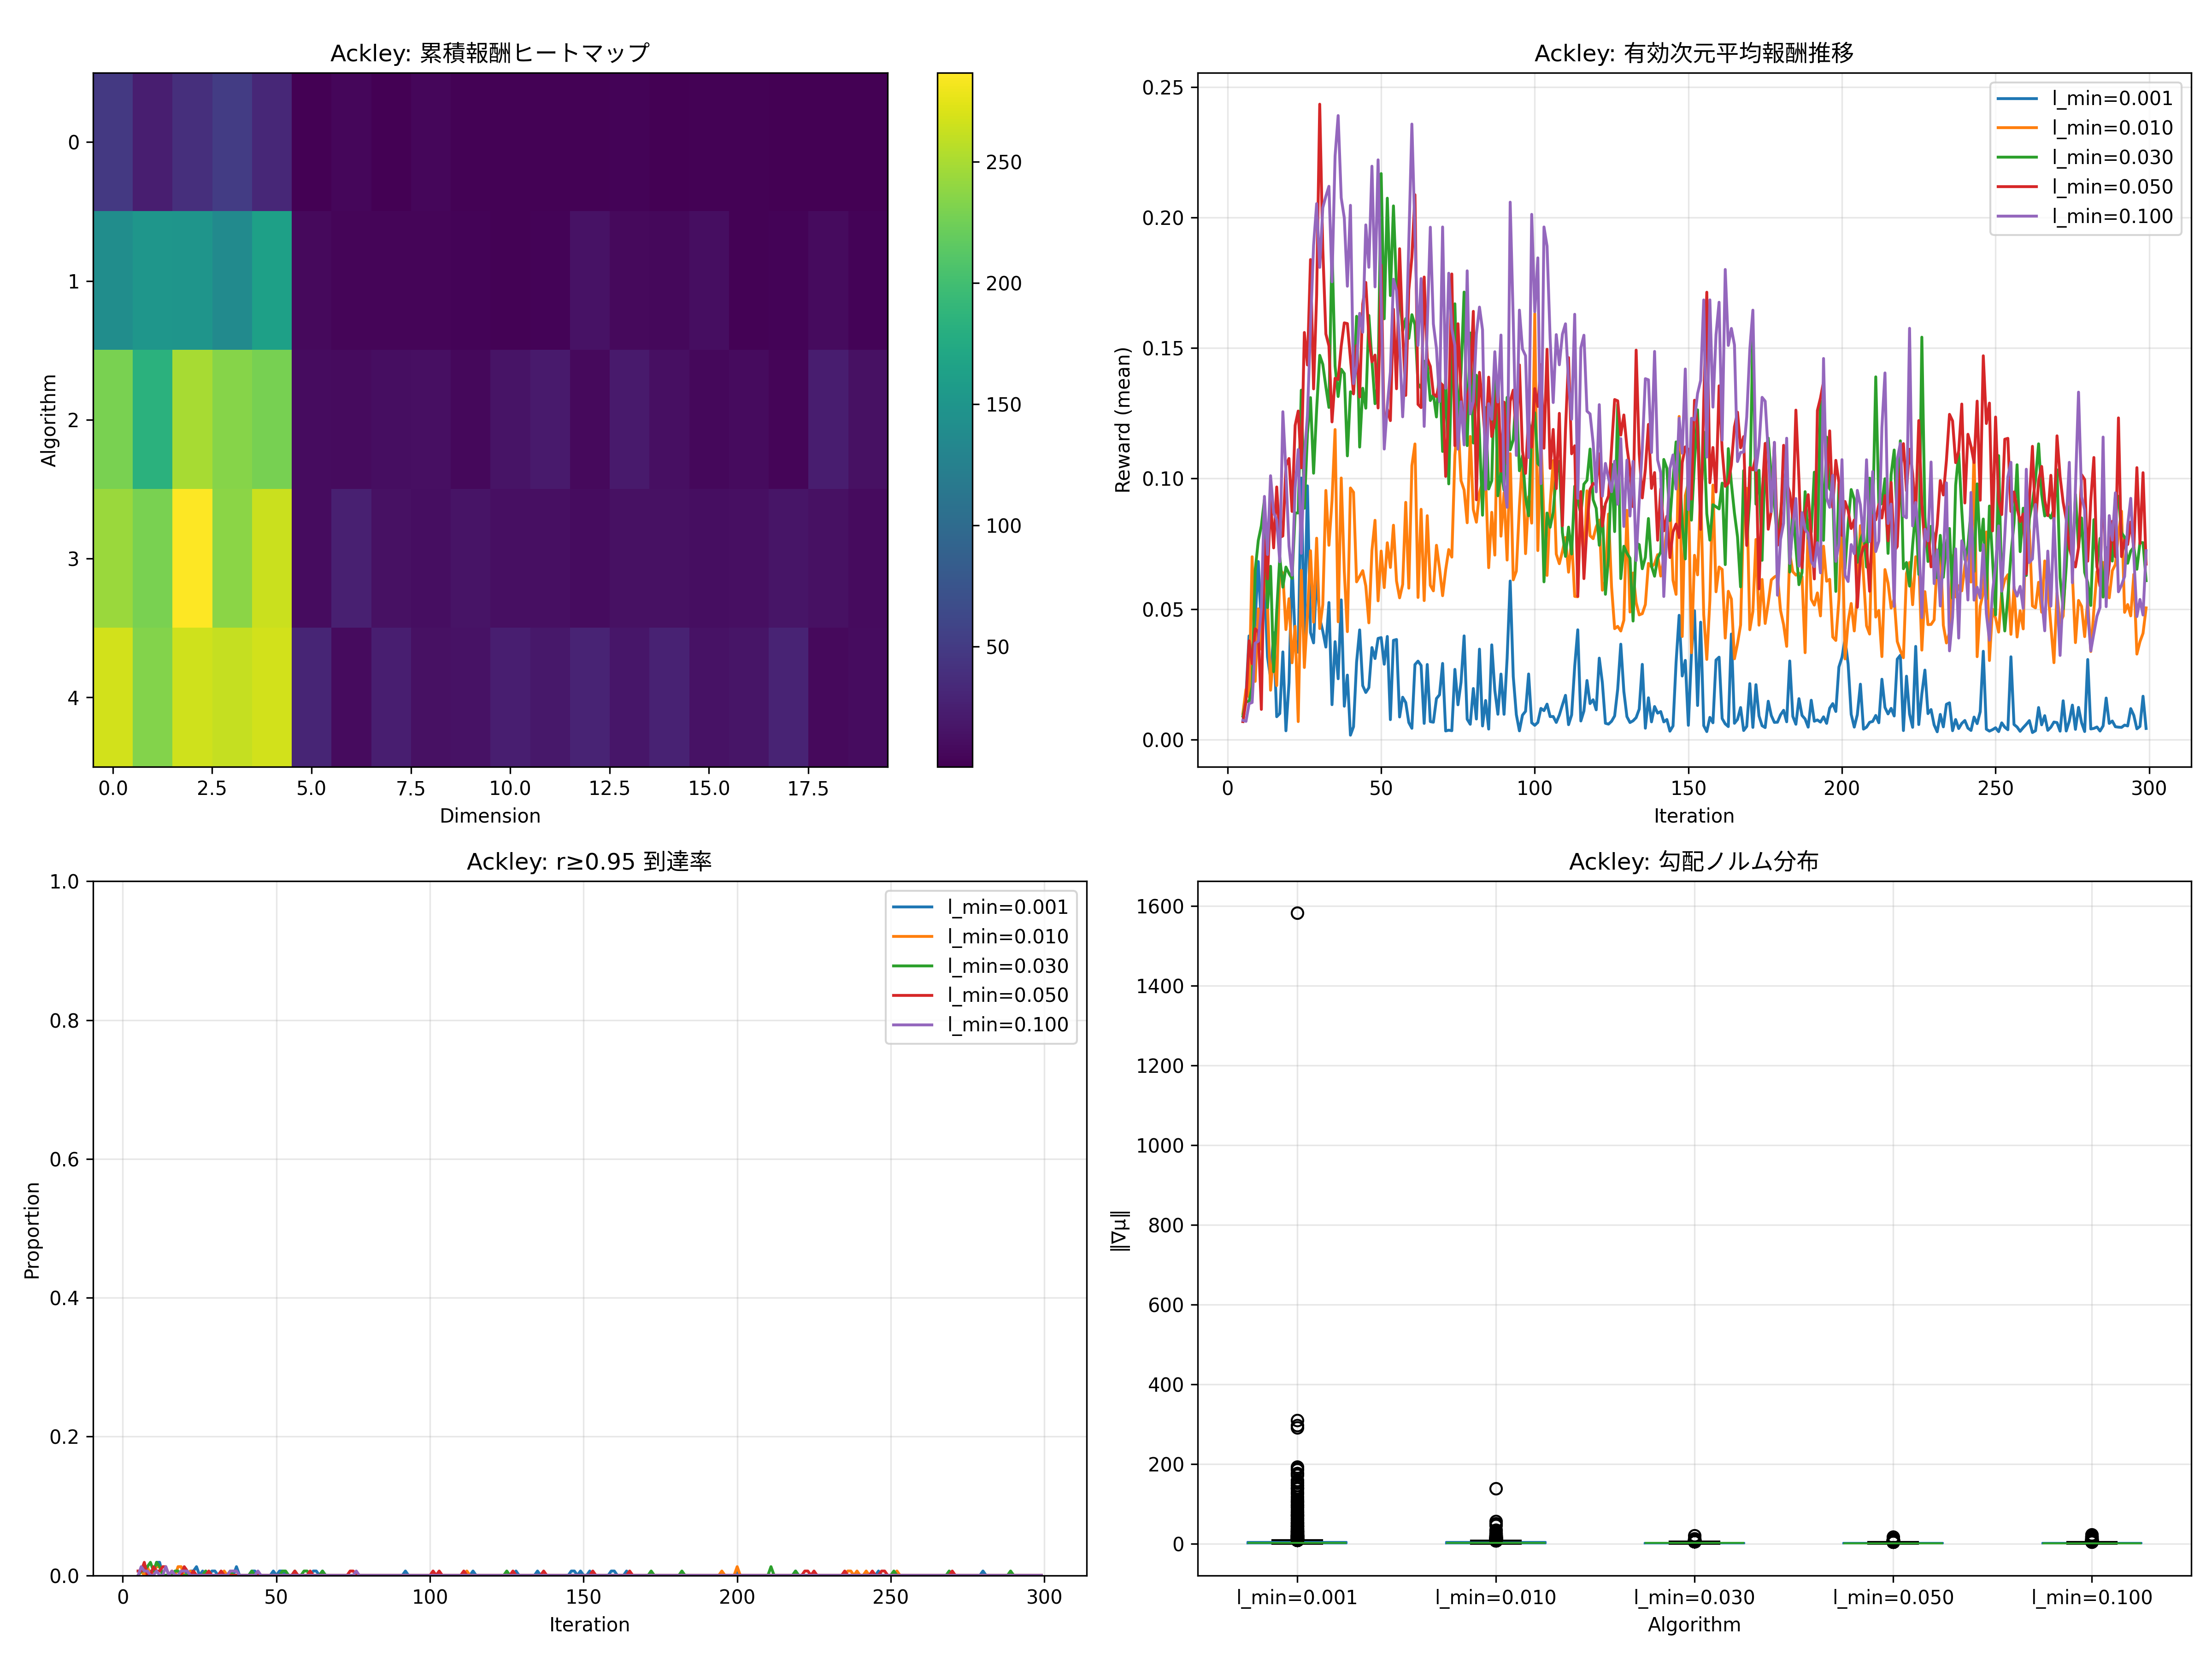 Ackley: 累積報酬ヒートマップ
0
1
2
3
4
Algorithm
0.0
2.5
5.0
7.5
10.0
12.5
15.0
17.5
Dimension
250
200
150
100
50
Ackley: 有効次元平均報酬推移
0.25
0.20
0.15
0.10
0.05
0.00
Reward (mean)
l_min=0.001
l_min=0.010
l_min=0.030
l_min=0.050
l_min=0.100
0
50
100
150
200
250
300
Iteration
Ackley: r≥0.95 到達率
1.0
0.8
0.6
0.4
0.2
0.0
Proportion
l_min=0.001
l_min=0.010
l_min=0.030
l_min=0.050
l_min=0.100
0
50
100
150
200
250
300
Iteration
Ackley: 勾配ノルム分布
1600
1400
1200
1000
800
600
400
200
0
‖∇μ‖
l_min=0.001
l_min=0.010
l_min=0.030
l_min=0.050
l_min=0.100
Algorithm